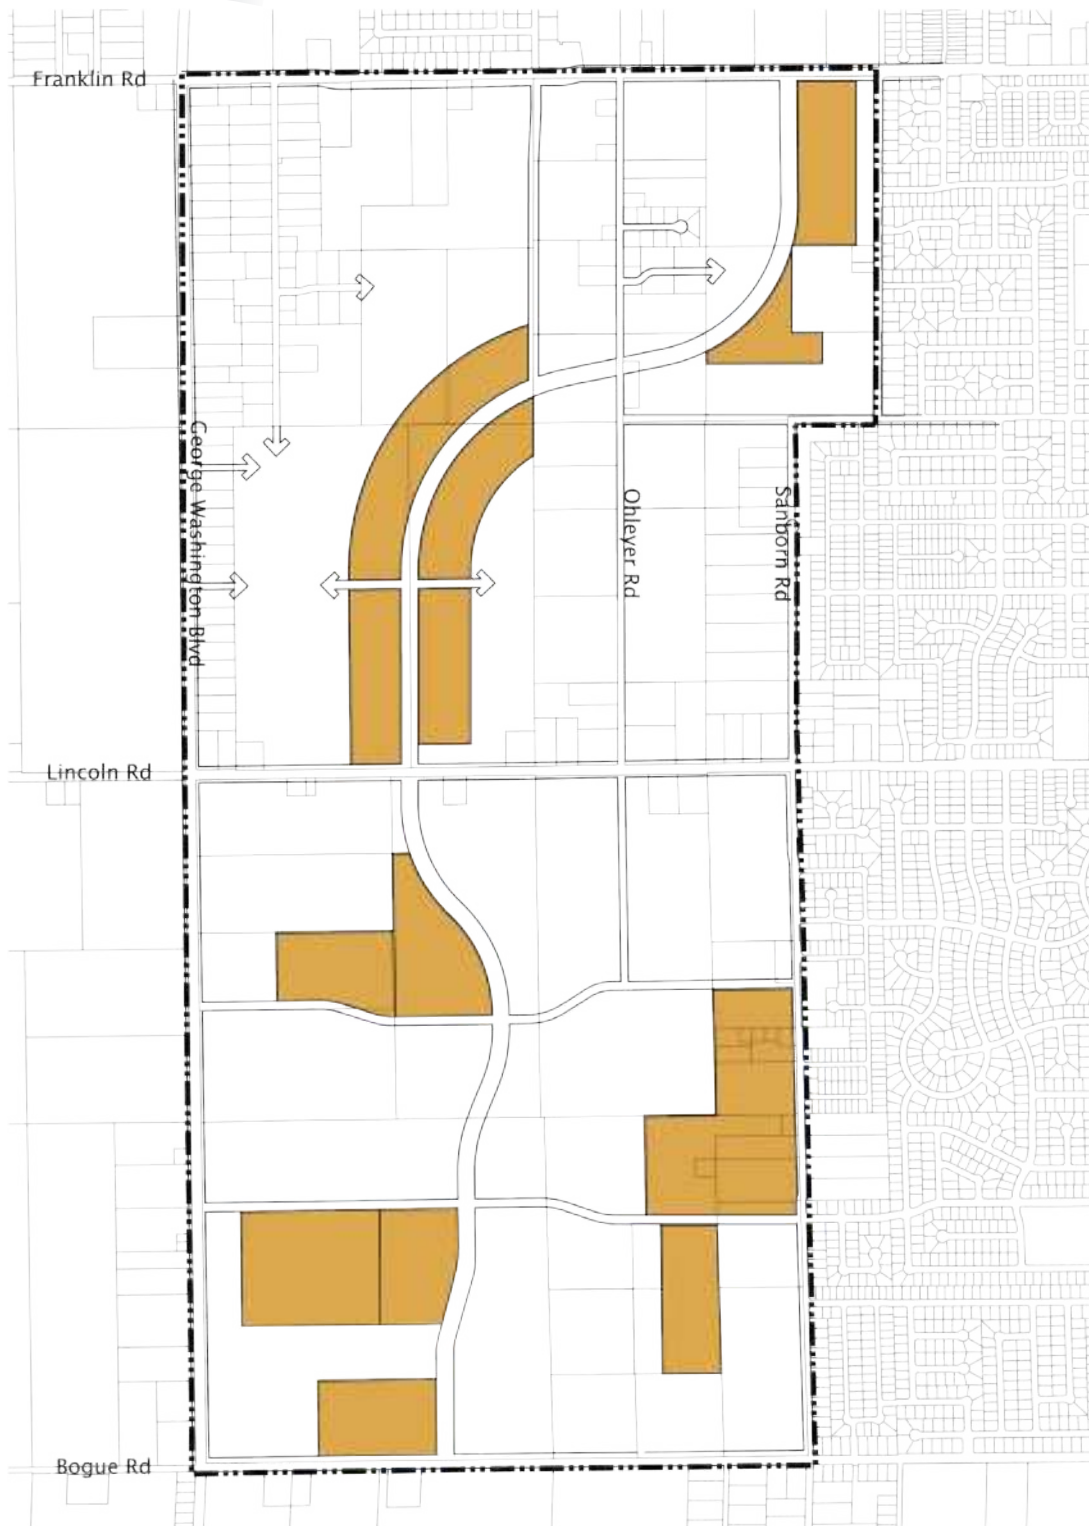 Franklin Rd
George Washington Blvd
Ohleyer Rd
Sanborn Rd
Lincoln Rd
Bogue Rd